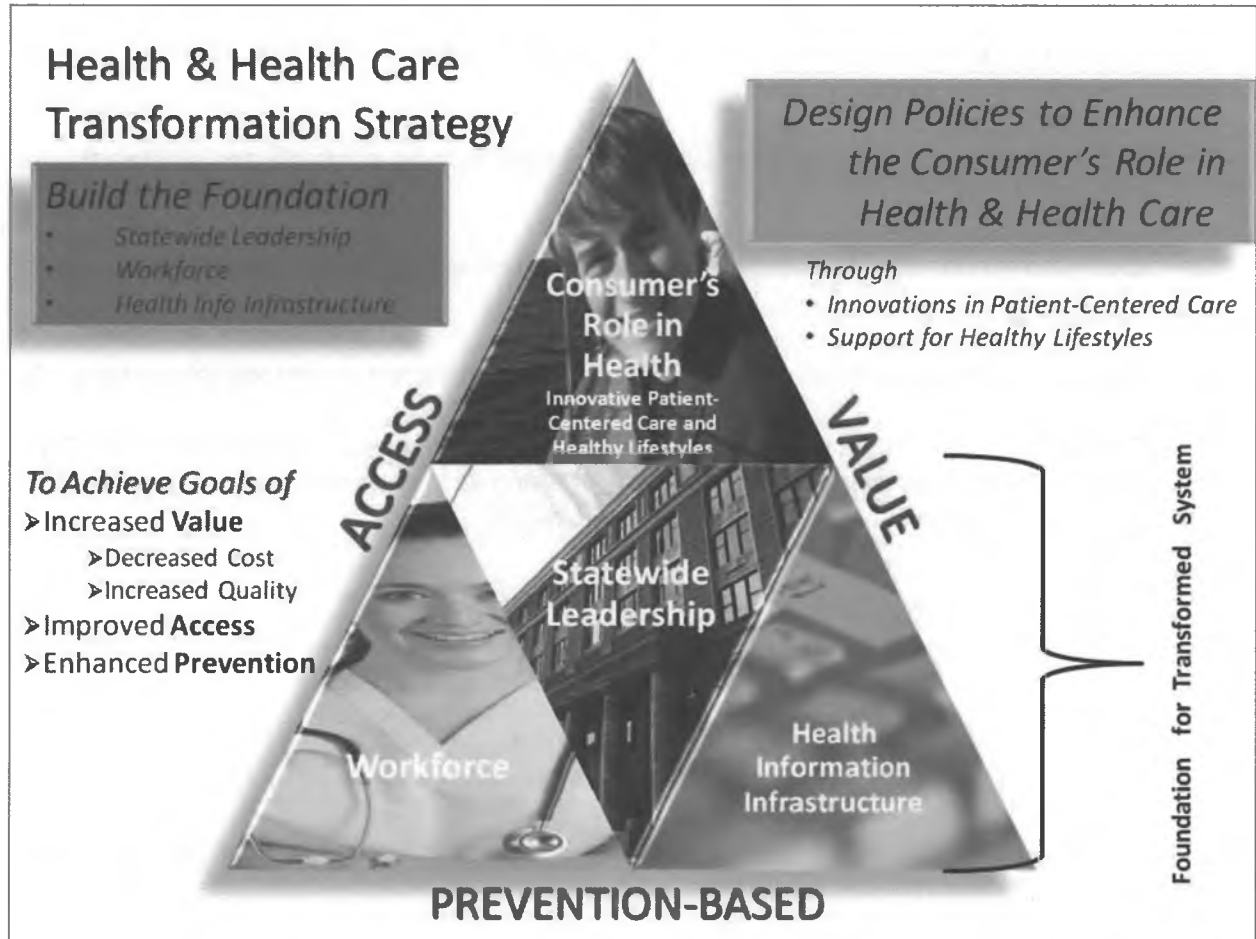 Health & Health Care
Transformation Strategy
Build the Foundation
• Statewide Leadership
• Workforce
• Health Info Infrastructure
Design Policies to Enhance
the Consumer's Role in
Health & Health Care
Through
• Innovations in Patient-Centered Care
• Support for Healthy Lifestyles
Consumer's
Role in
Health
Innovative Patient-
Centered Care and
Healthy Lifestyles
ACCESS
VALUE
To Achieve Goals of
➢Increased Value
➢Decreased Cost
➢Increased Quality
➢Improved Access
➢Enhanced Prevention
Statewide
Leadership
Workforce
Health
Information
Infrastructure
Foundation for Transformed System
PREVENTION-BASED